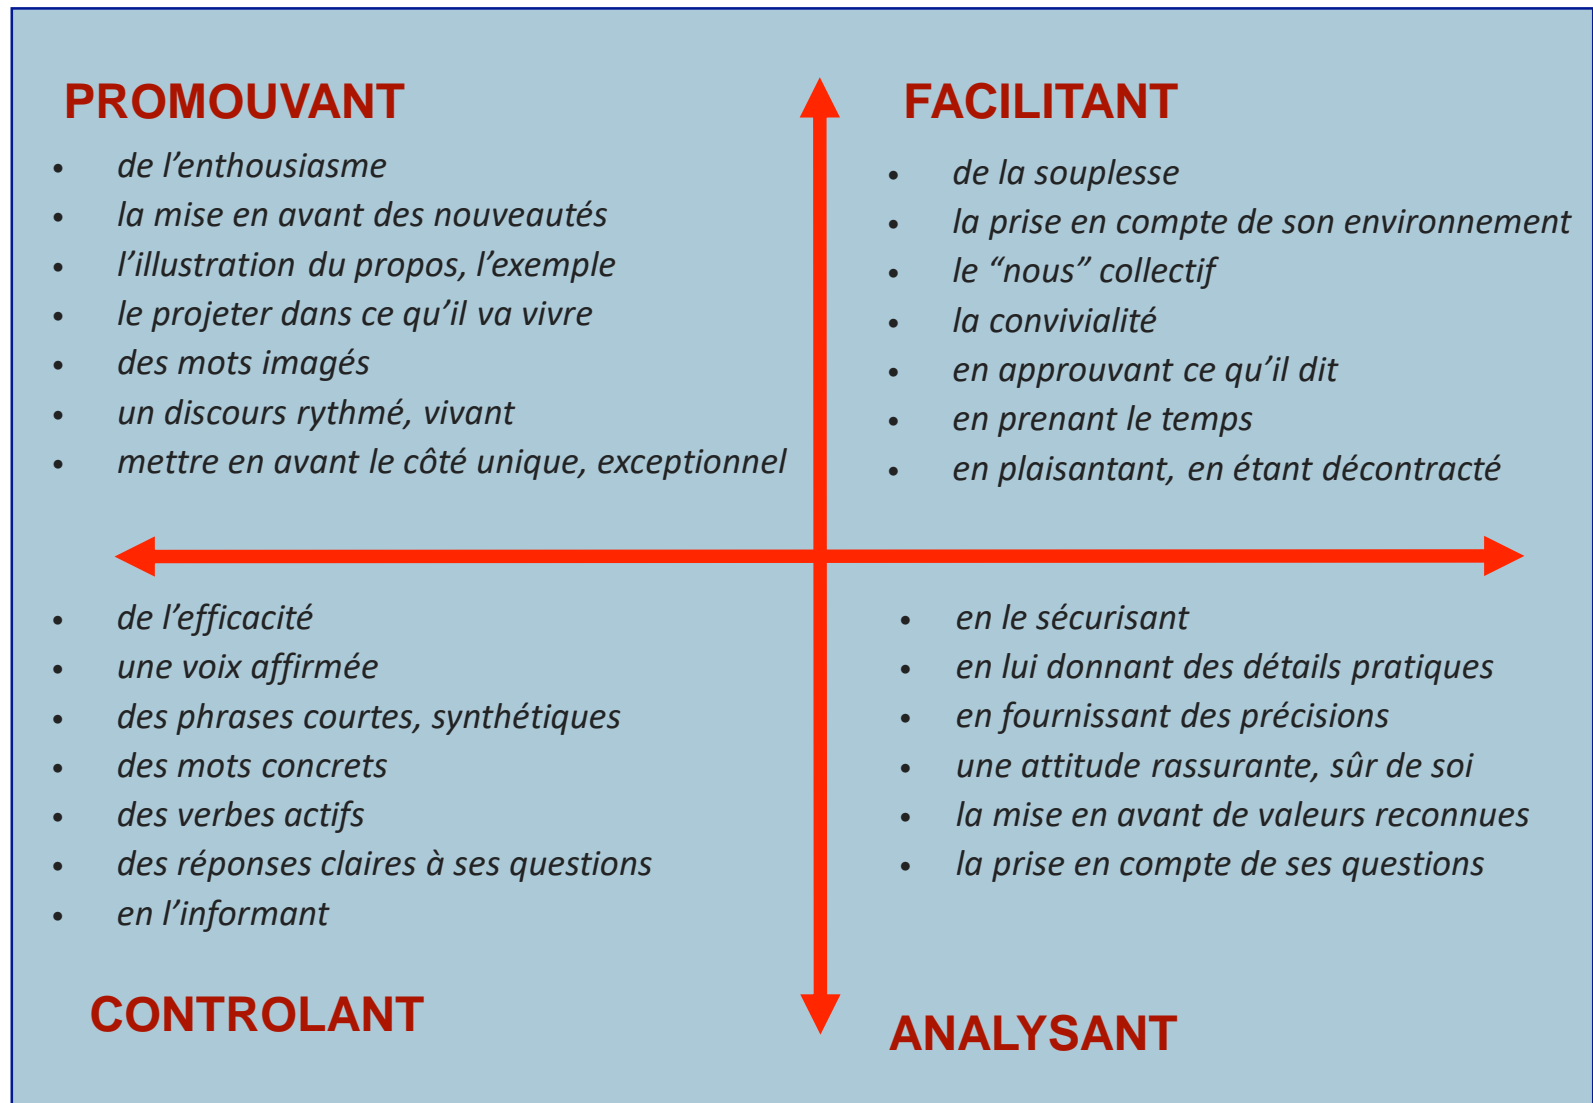 PROMOUVANT
• de l’enthousiasme
• la mise en avant des nouveautés
• l’illustration du propos, l’exemple
• le projeter dans ce qu’il va vivre
• des mots imagés
• un discours rythmé, vivant
• mettre en avant le côté unique, exceptionnel
FACILITANT
• de la souplesse
• la prise en compte de son environnement
• le “nous” collectif
• la convivialité
• en approuvant ce qu’il dit
• en prenant le temps
• en plaisantant, en étant décontracté
• de l’efficacité
• une voix affirmée
• des phrases courtes, synthétiques
• des mots concrets
• des verbes actifs
• des réponses claires à ses questions
• en l’informant
CONTROLANT
• en le sécurisant
• en lui donnant des détails pratiques
• en fournissant des précisions
• une attitude rassurante, sûr de soi
• la mise en avant de valeurs reconnues
• la prise en compte de ses questions
ANALYSANT